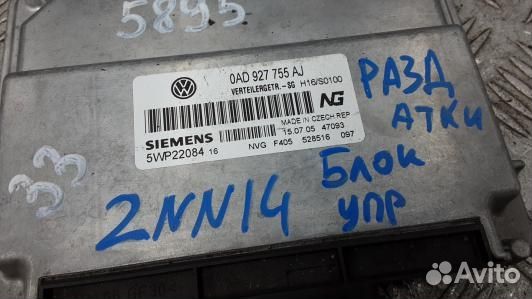 5895
0AD 927 755 AJ
VERTEILERGETR.-SG H16/S0100
NG
MADE IN CZECH REP
SIEMENS 15.07.05 47093
5WP22084 16 NVG F405 528516 097
РАЗД
АТКИ
БЛОК
УПР
33
2NN14
Avito